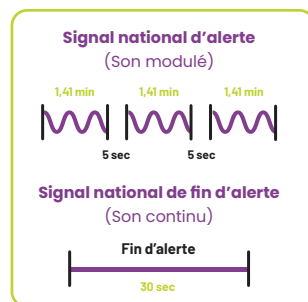 Signal national d’alerte
(Son modulé)
1,41 min 1,41 min 1,41 min
5 sec 5 sec
Signal national de fin d’alerte
(Son continu)
Fin d’alerte
30 sec